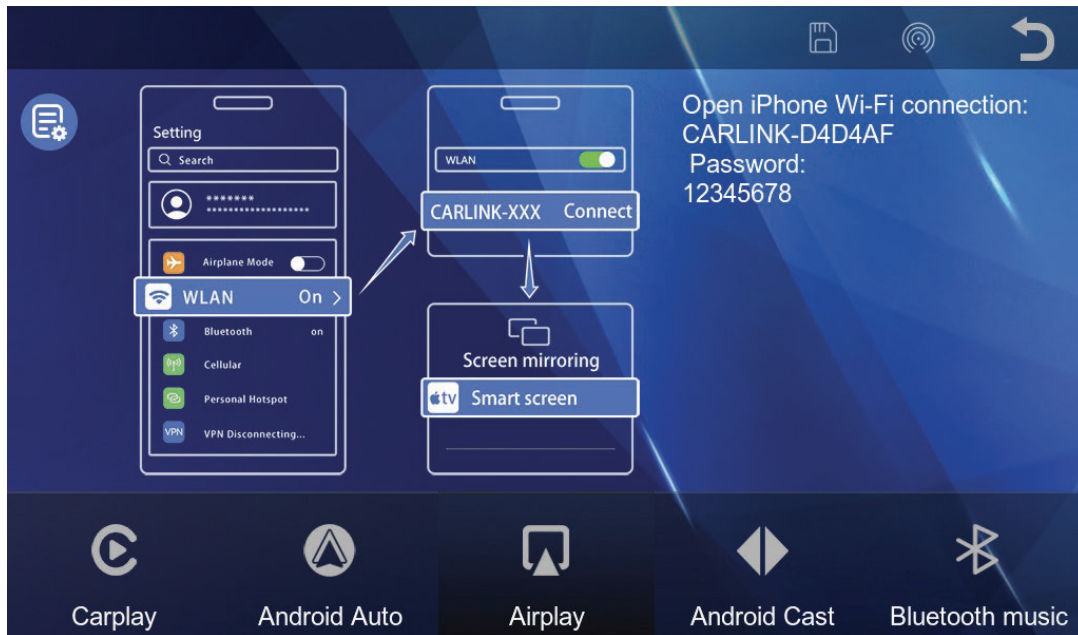 Setting
Search
*******
*******************
Airplane Mode
WLAN On >
Bluetooth on
Cellular
Personal Hotspot
VPN VPN Disconnecting...
WLAN
CARLINK-XXX Connect
Screen mirroring
tv Smart screen
Open iPhone Wi-Fi connection:
CARLINK-D4D4AF
Password:
12345678
Carplay
Android Auto
Airplay
Android Cast
Bluetooth music